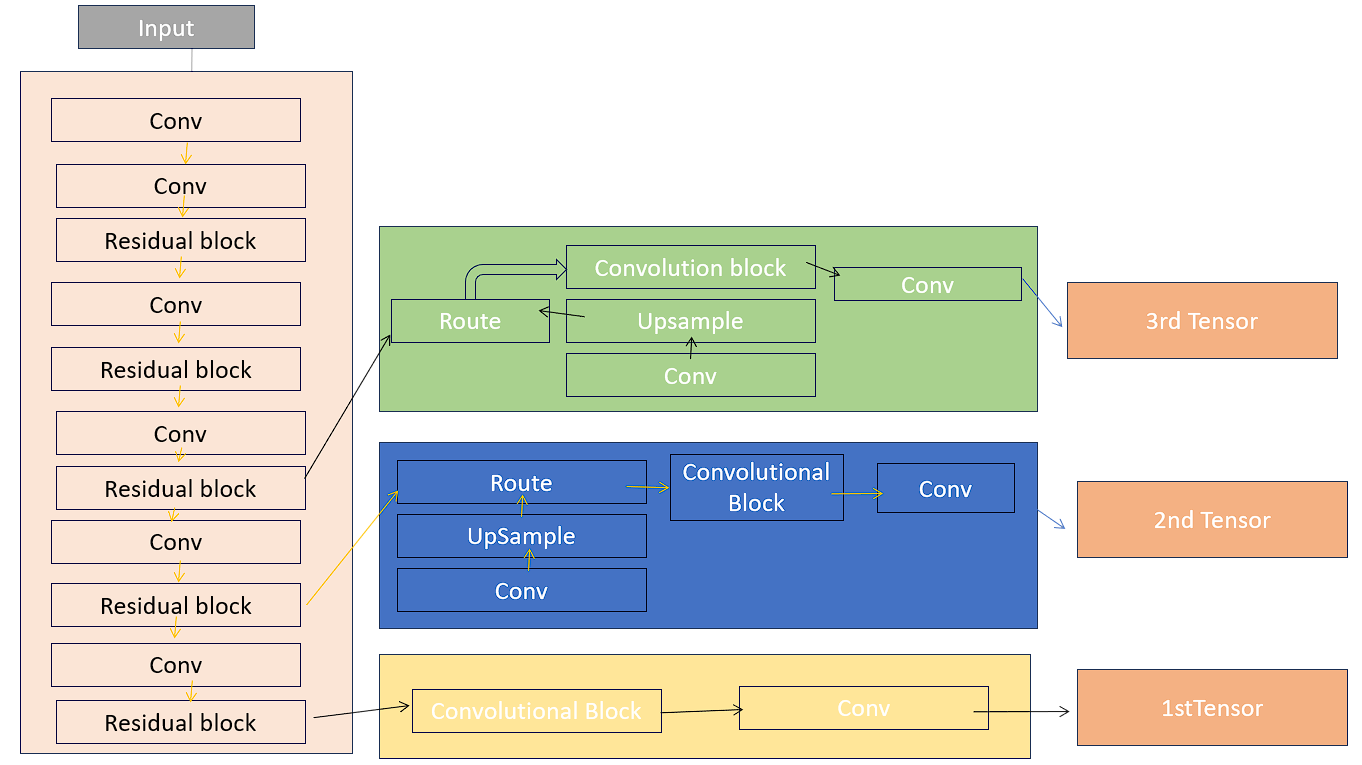 Input
Conv
Conv
Residual block
Conv
Residual block
Conv
Residual block
Conv
Residual block
Conv
Residual block
Convolution block
Conv
Route
Upsample
Conv
3rd Tensor
Route
Convolutional
Block
Conv
UpSample
Conv
2nd Tensor
Convolutional Block
Conv
1stTensor